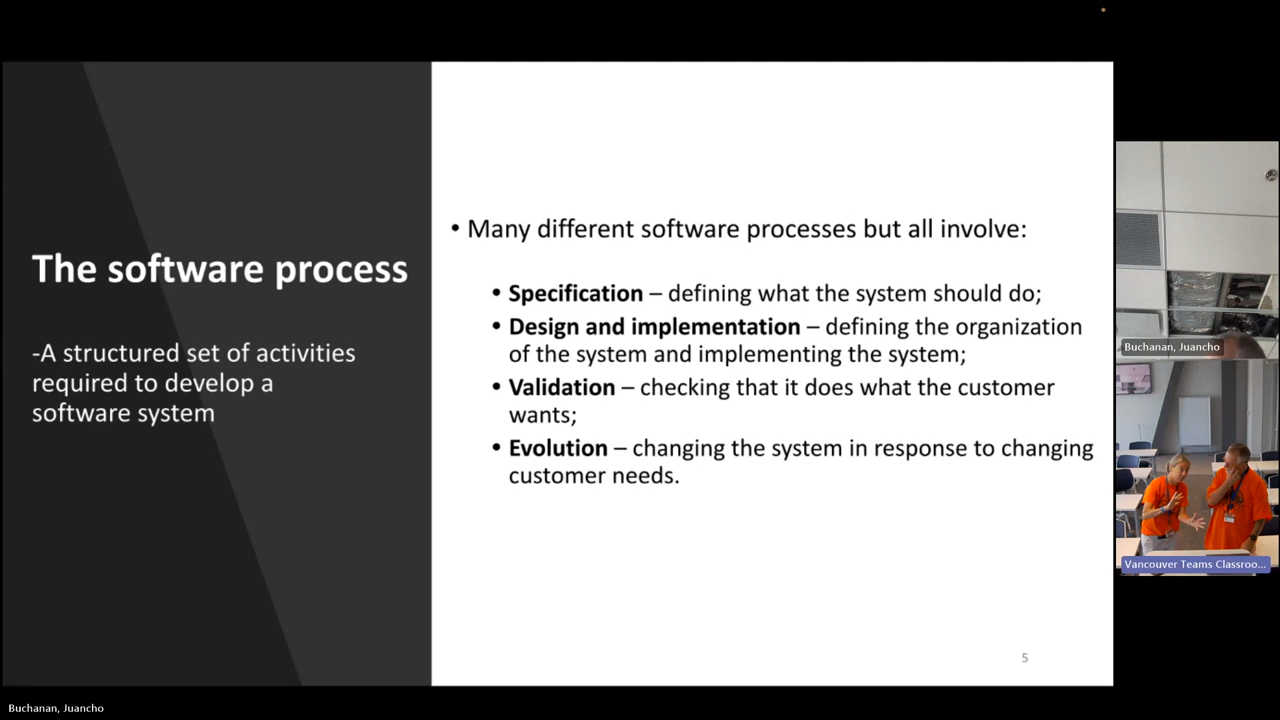 The software process
-A structured set of activities
required to develop a
software system
• Many different software processes but all involve:
• Specification – defining what the system should do;
• Design and implementation – defining the organization
of the system and implementing the system;
• Validation – checking that it does what the customer
wants;
• Evolution – changing the system in response to changing
customer needs.
5
Buchanan, Juancho
Vancouver Teams Classroo...
Buchanan, Juancho